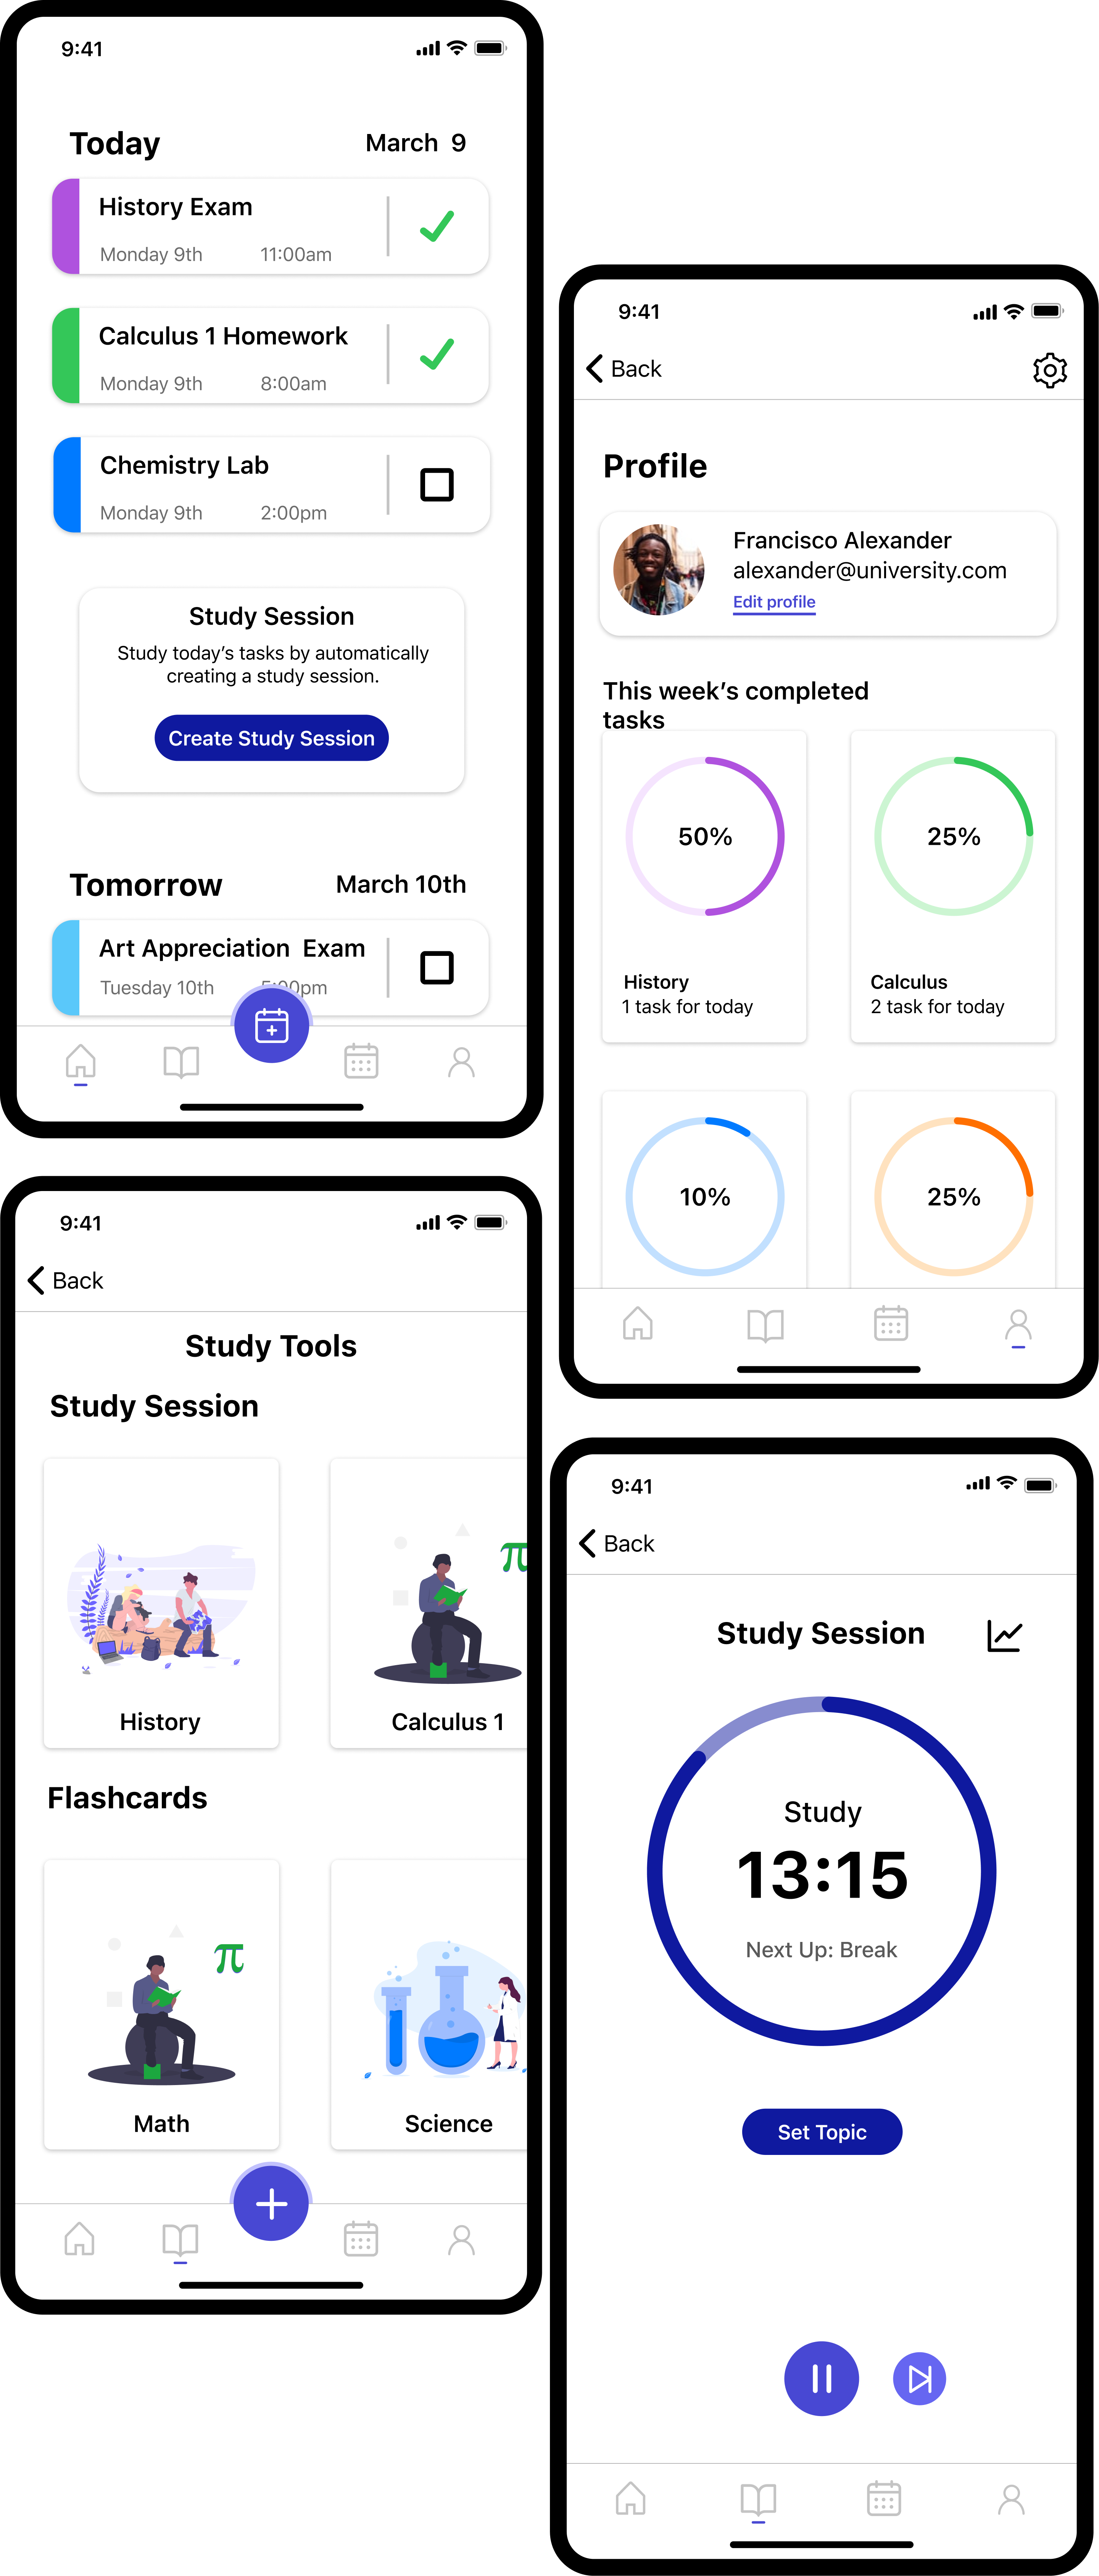 9:41
Today
March 9
History Exam
Monday 9th 11:00am
Calculus 1 Homework
Monday 9th 8:00am
Chemistry Lab
Monday 9th 2:00pm
Study Session
Study today's tasks by automatically
creating a study session.
Create Study Session
Tomorrow
March 10th
Art Appreciation Exam
Tuesday 10th 5:00pm
9:41
Back
Profile
Francisco Alexander
alexander@university.com
Edit profile
This week's completed
tasks
50%
History
1 task for today
25%
Calculus
2 task for today
10%
25%
9:41
Back
Study Tools
Study Session
History
π
Calculus 1
Flashcards
π
Math
Science
9:41
Back
Study Session
Study
13:15
Next Up: Break
Set Topic